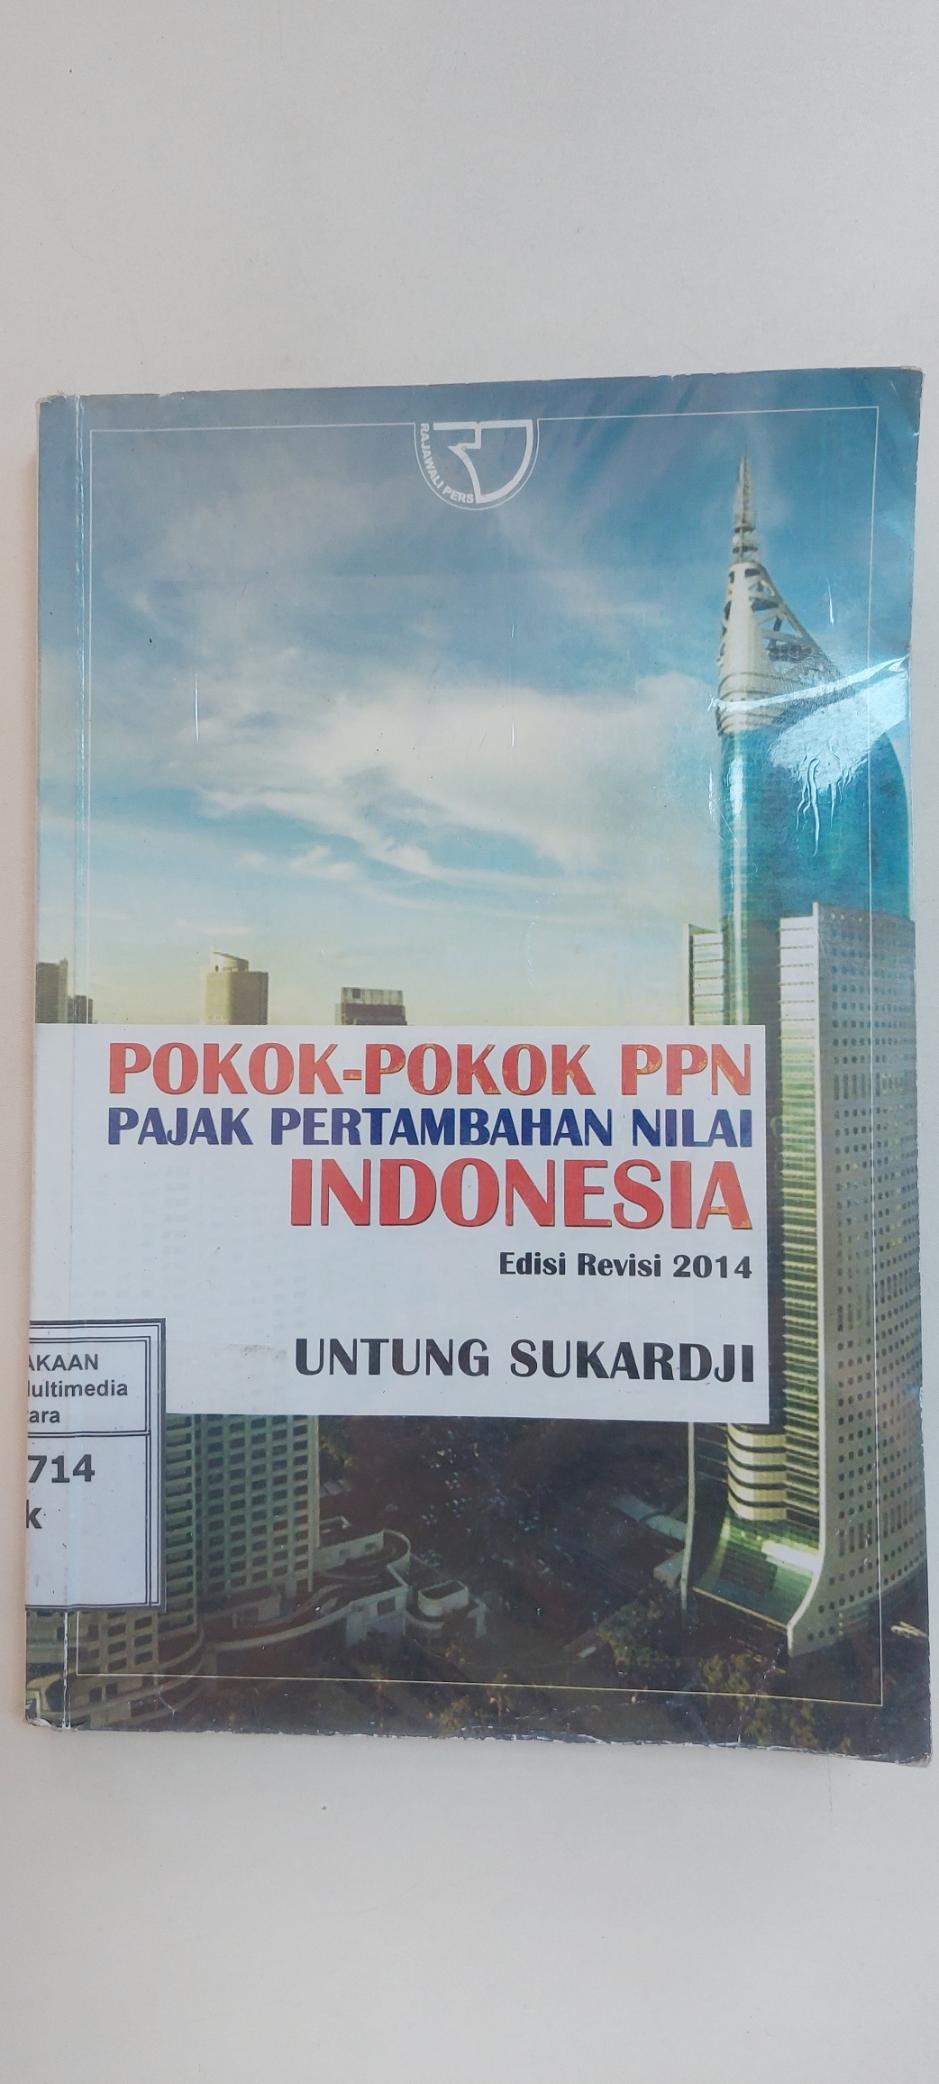 RAJAWALI PERS
POKOK-POKOK PPN
PAJAK PERTAMBAHAN NILAI
INDONESIA
Edisi Revisi 2014
UNTUNG SUKARDJI
AKAAN
ultimedia
ara
714
k